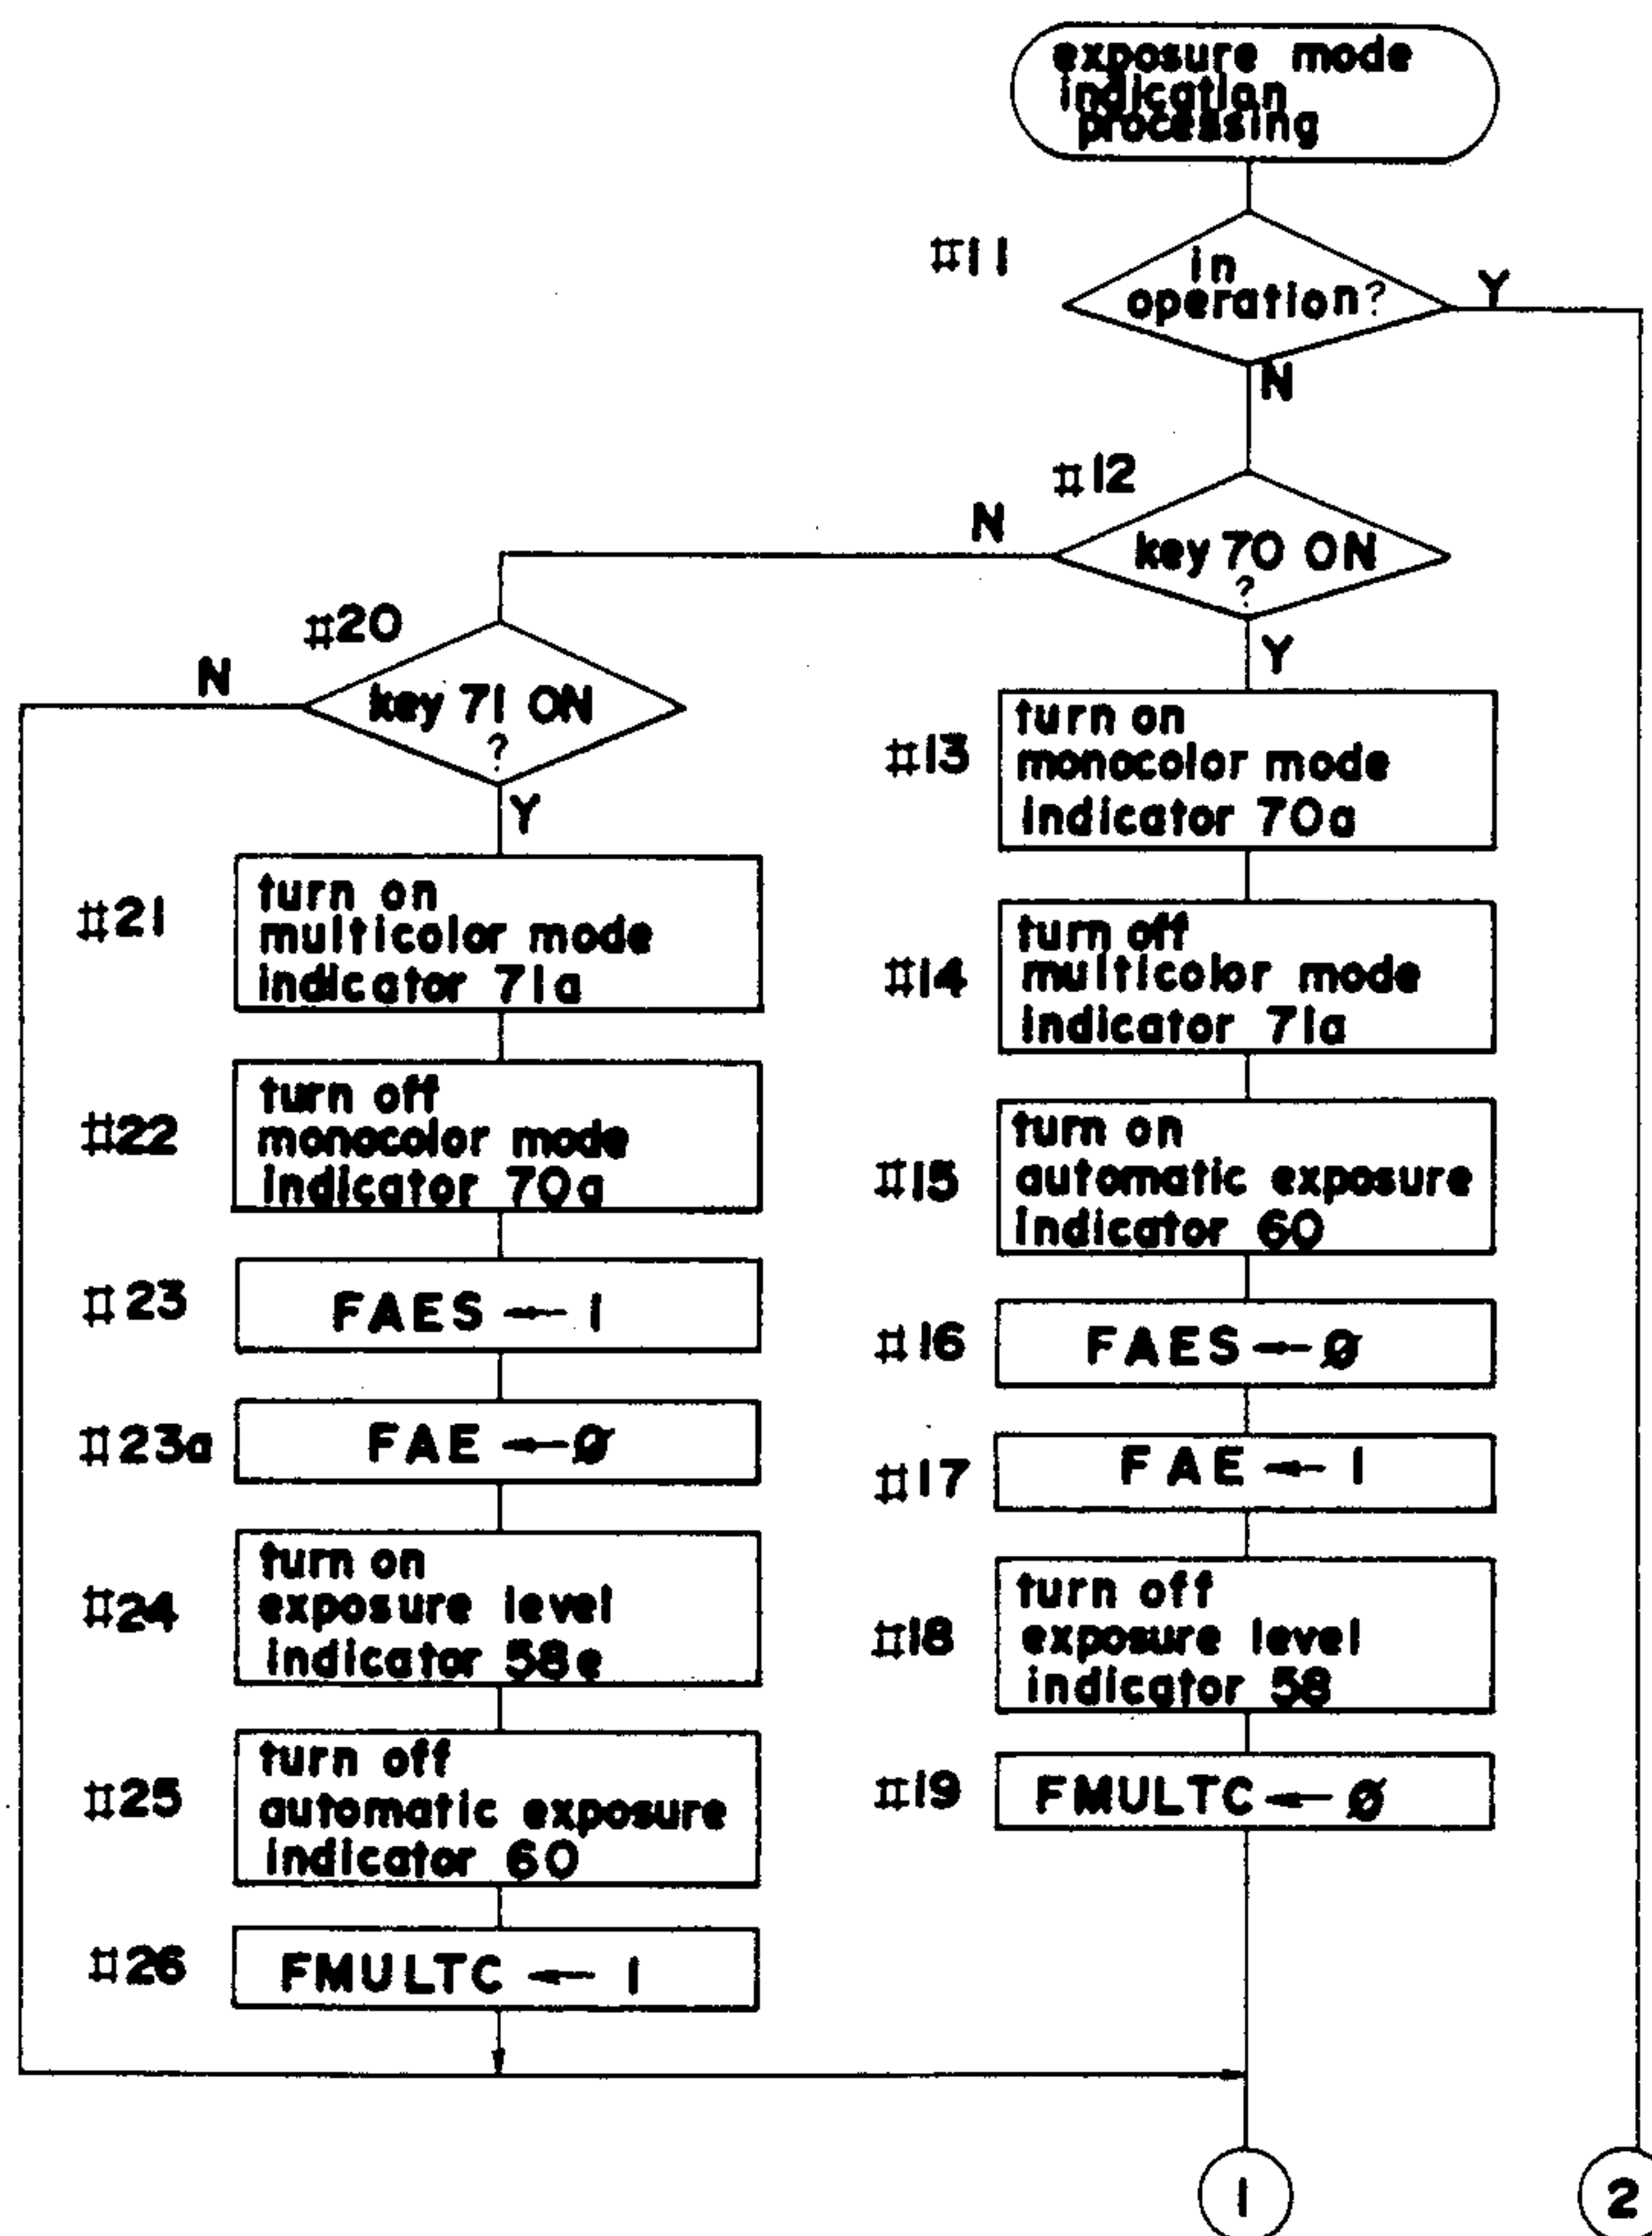 exposure mode
indication
processing
#11
in
operation?
Y
N
#12
N
key 70 ON
?
Y
#20
N
key 71 ON
?
Y
#13
turn on
monocolor mode
indicator 70a
#14
turn off
multicolor mode
indicator 71a
#15
turn on
automatic exposure
indicator 60
#16
FAES ← Ø
#17
FAE ← 1
#18
turn off
exposure level
indicator 58
#19
FMULTC ← Ø
#21
turn on
multicolor mode
indicator 71a
#22
turn off
monocolor mode
indicator 70a
#23
FAES ← 1
#23a
FAE ← Ø
#24
turn on
exposure level
indicator 58e
#25
turn off
automatic exposure
indicator 60
#26
FMULTC ← 1
1
2